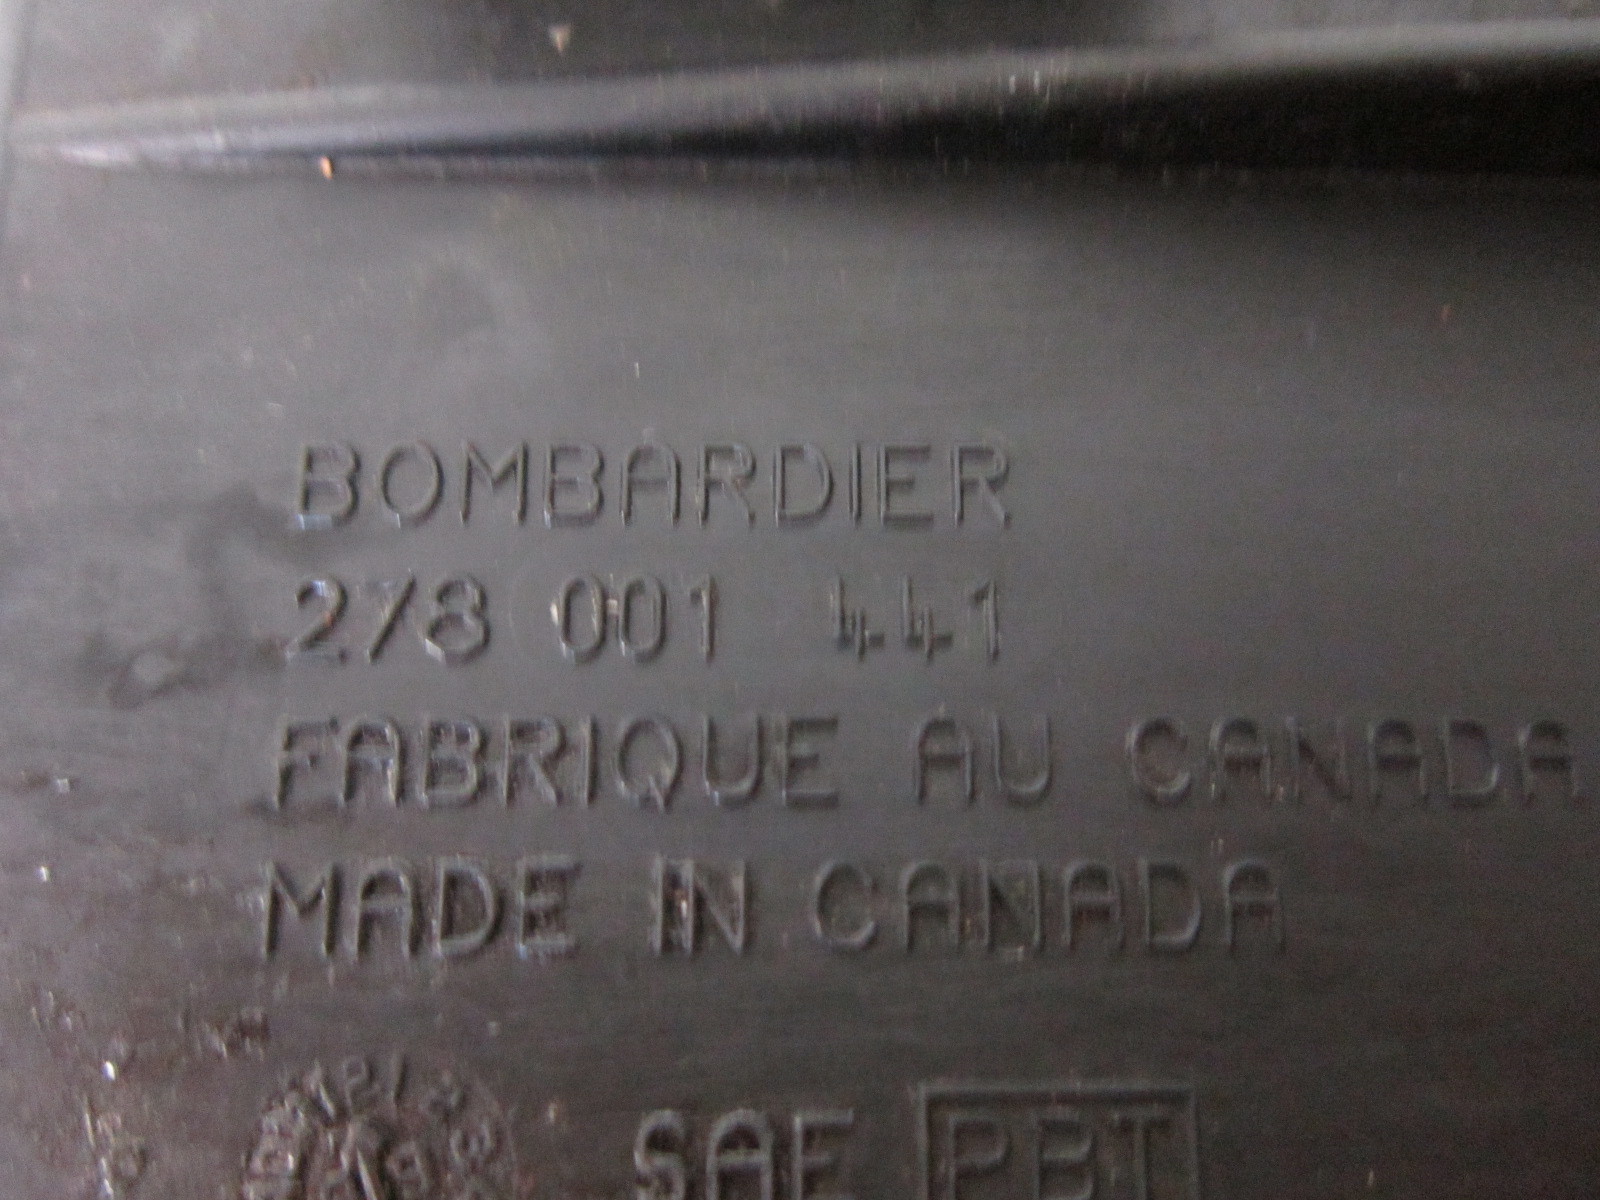 BOMBARDIER
278 001 441
FABRIQUE AU CANADA
MADE IN CANADA
SAE PBT